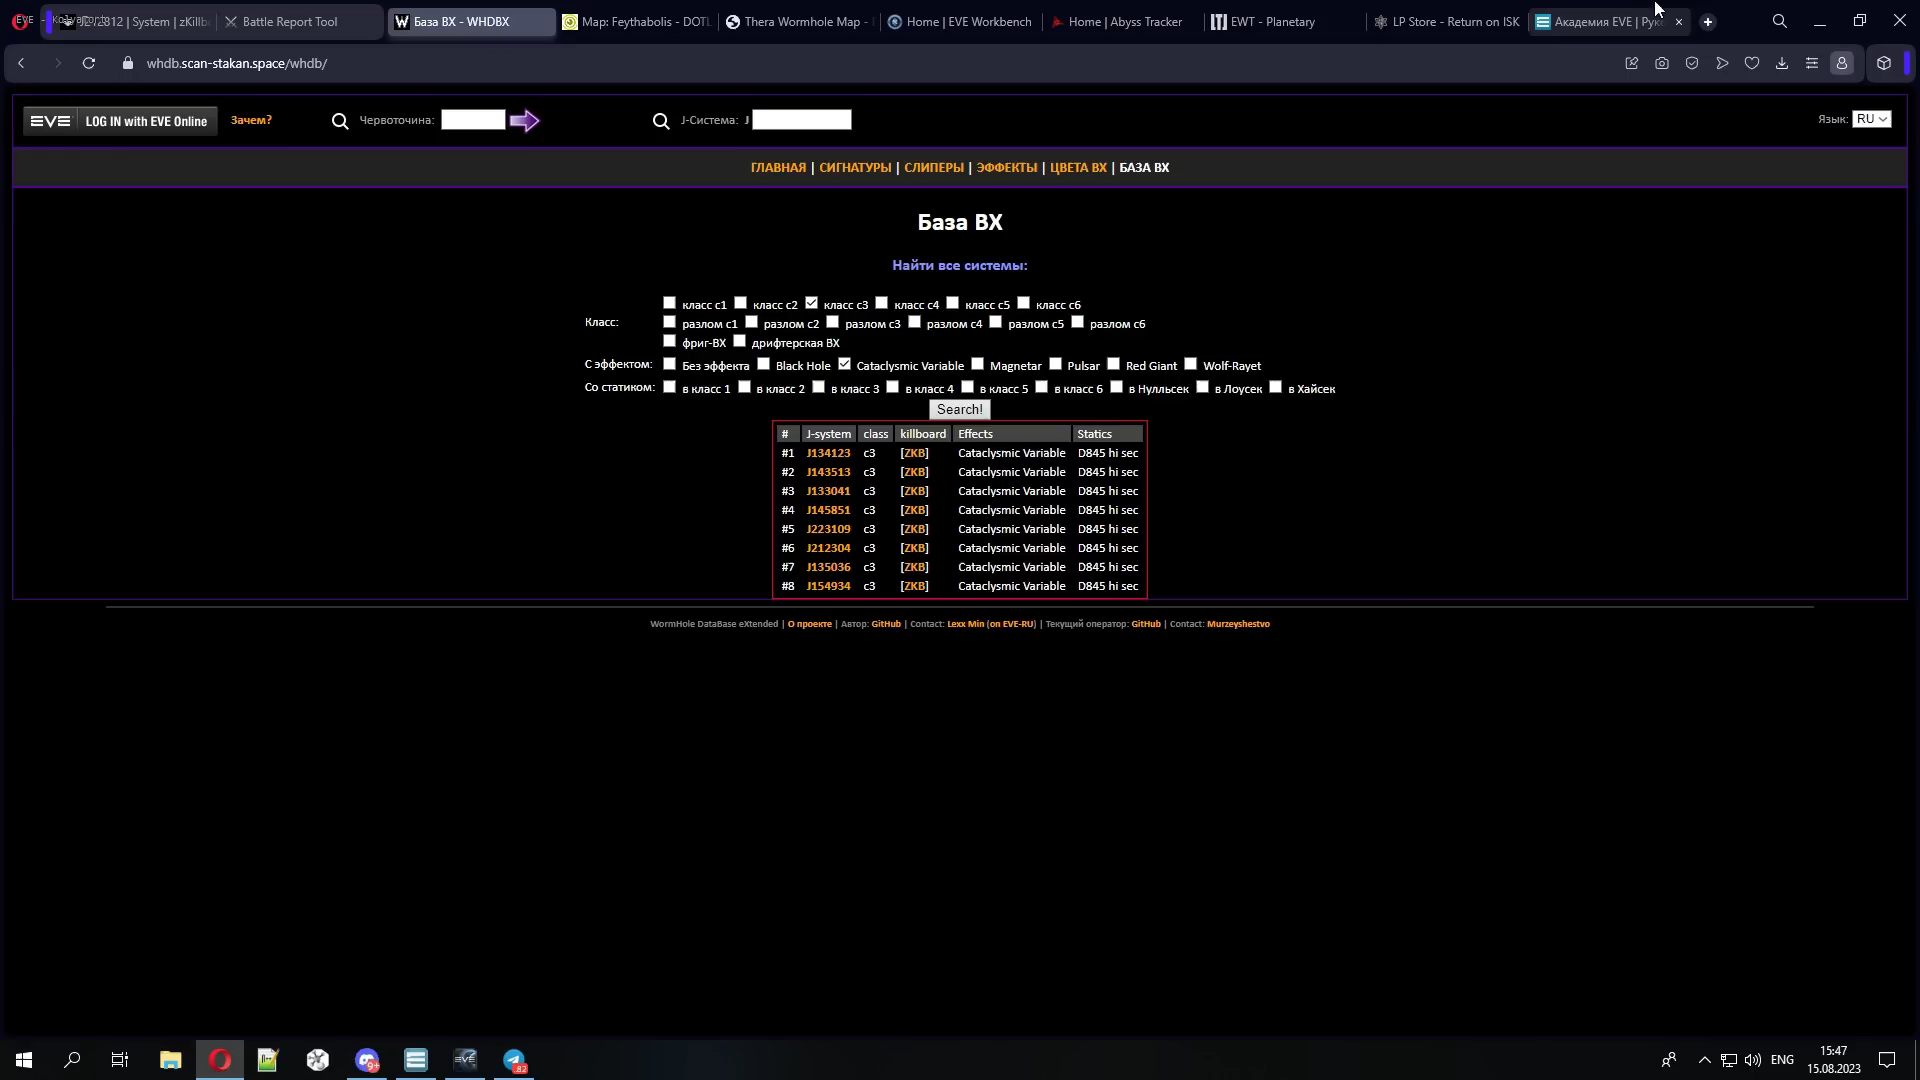 J212812 | System | zKillb
Battle Report Tool
База ВХ - WHDBX
Map: Feythabolis - DOTL
Thera Wormhole Map -
Home | EVE Workbench
Home | Abyss Tracker
EWT - Planetary
LP Store - Return on ISK
Академия EVE | Рук
whdb.scan-stakan.space/whdb/
EVE LOG IN with EVE Online
Зачем?
Червоточина:
J-Система: J
Язык: RU
ГЛАВНАЯ | СИГНАТУРЫ | СЛИПЕРЫ | ЭФФЕКТЫ | ЦВЕТА ВХ | БАЗА ВХ
База ВХ
Найти все системы:
класс c1 класс c2 класс c3 класс c4 класс c5 класс c6
Класс: разлом c1 разлом c2 разлом c3 разлом c4 разлом c5 разлом c6
фриг-ВХ дрифтерская ВХ
С эффектом: Без эффекта Black Hole Cataclysmic Variable Magnetar Pulsar Red Giant Wolf-Rayet
Со статиком: в класс 1 в класс 2 в класс 3 в класс 4 в класс 5 в класс 6 в Нулльсек в Лоусек в Хайсек
Search!
# J-system class killboard Effects Statics
#1 J134123 c3 [ZKB] Cataclysmic Variable D845 hi sec
#2 J143513 c3 [ZKB] Cataclysmic Variable D845 hi sec
#3 J133041 c3 [ZKB] Cataclysmic Variable D845 hi sec
#4 J145851 c3 [ZKB] Cataclysmic Variable D845 hi sec
#5 J223109 c3 [ZKB] Cataclysmic Variable D845 hi sec
#6 J212304 c3 [ZKB] Cataclysmic Variable D845 hi sec
#7 J135036 c3 [ZKB] Cataclysmic Variable D845 hi sec
#8 J154934 c3 [ZKB] Cataclysmic Variable D845 hi sec
WormHole DataBase eXtended | О проекте | Автор: GitHub | Contact: Lexx Min (on EVE-RU) | Текущий оператор: GitHub | Contact: Murzeyshestvo
9+
EVE
82
ENG
15:47
15.08.2023